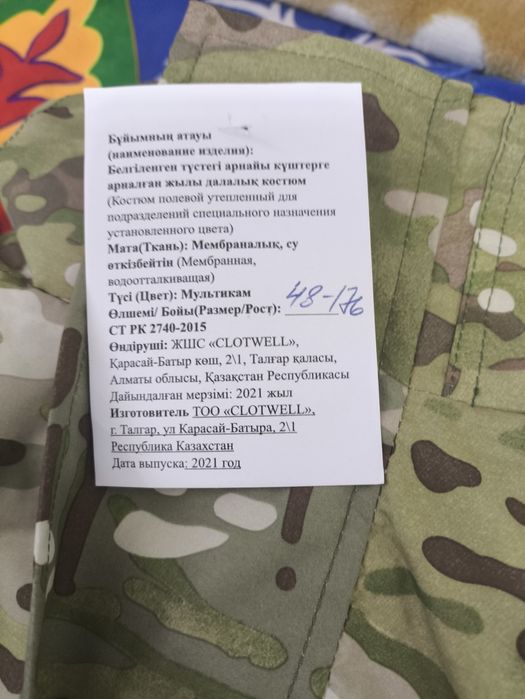 Бұйымның атауы
(наименование изделия):
Белгіленген түстегі арнайы күштерге
арналған жылы далалық костюм
(Костюм полевой утепленный для
подразделений специального назначения
установленного цвета)
Мата(Ткань): Мембраналық, су
өткізбейтін (Мембранная,
водоотталкиващая)
Түсі (Цвет): Мультикам
Өлшемі/ Бойы(Размер/Рост): 48-176
СТ РК 2740-2015
Өндіруші: ЖШС «CLOTWELL»,
Қарасай-Батыр көш, 2\1, Талғар қаласы,
Алматы облысы, Қазақстан Республикасы
Дайындалған мерзімі: 2021 жыл
Изготовитель ТОО «CLOTWELL»,
г. Талгар, ул Қарасай-Батыра, 2\1
Республика Казахстан
Дата выпуска: 2021 год